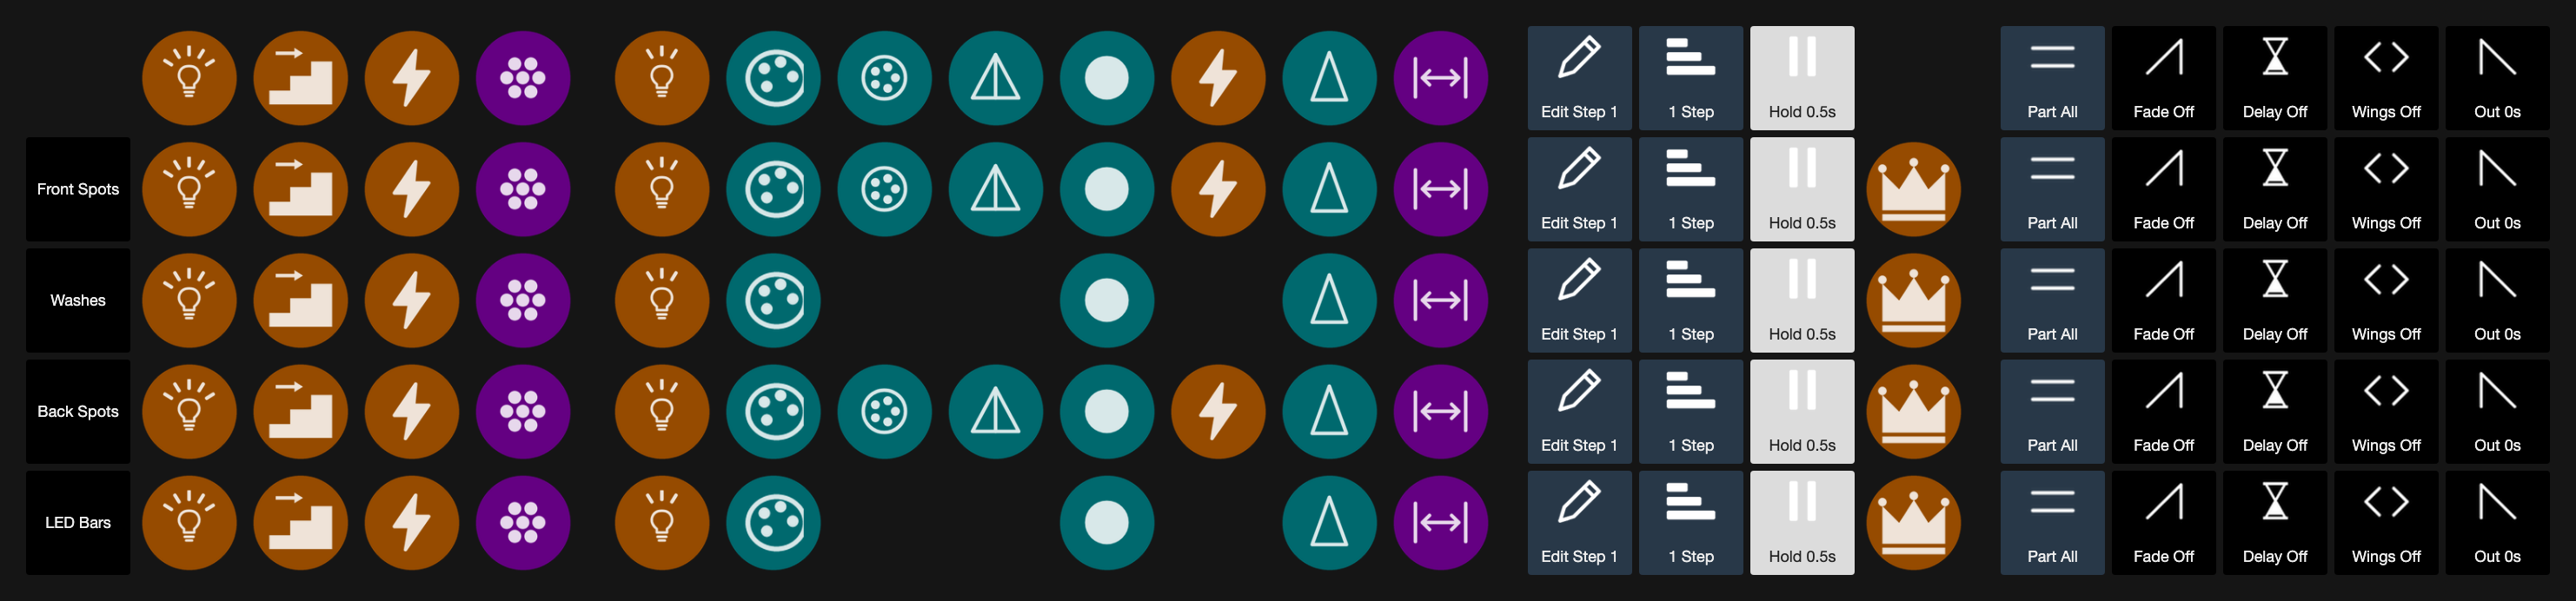 Edit Step 1 1 Step Hold 0.5s Part All Fade Off Delay Off Wings Off Out 0s
Front Spots Edit Step 1 1 Step Hold 0.5s Part All Fade Off Delay Off Wings Off Out 0s
Washes Edit Step 1 1 Step Hold 0.5s Part All Fade Off Delay Off Wings Off Out 0s
Back Spots Edit Step 1 1 Step Hold 0.5s Part All Fade Off Delay Off Wings Off Out 0s
LED Bars Edit Step 1 1 Step Hold 0.5s Part All Fade Off Delay Off Wings Off Out 0s